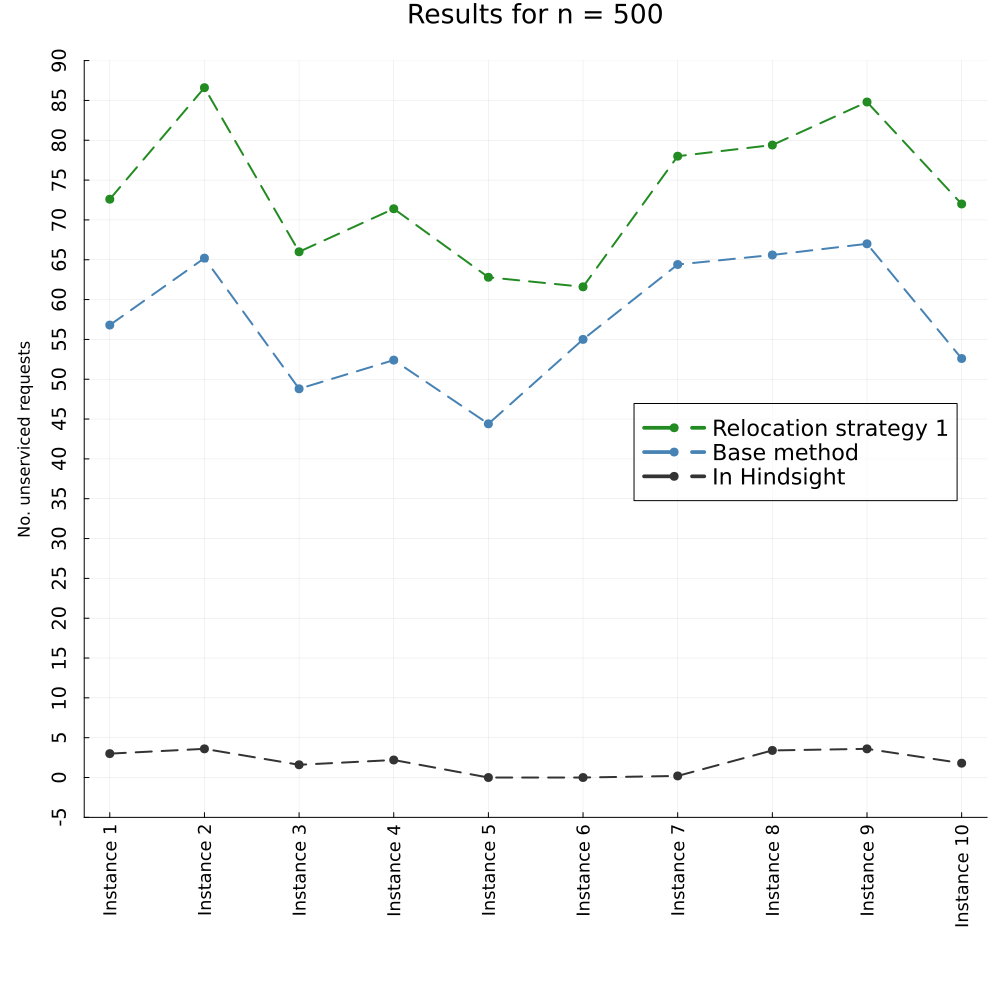 Results for n = 500
No. unserviced requests
90
85
80
75
70
65
60
55
50
45
40
35
30
25
20
15
10
5
0
-5
Relocation strategy 1
Base method
In Hindsight
Instance 1
Instance 2
Instance 3
Instance 4
Instance 5
Instance 6
Instance 7
Instance 8
Instance 9
Instance 10